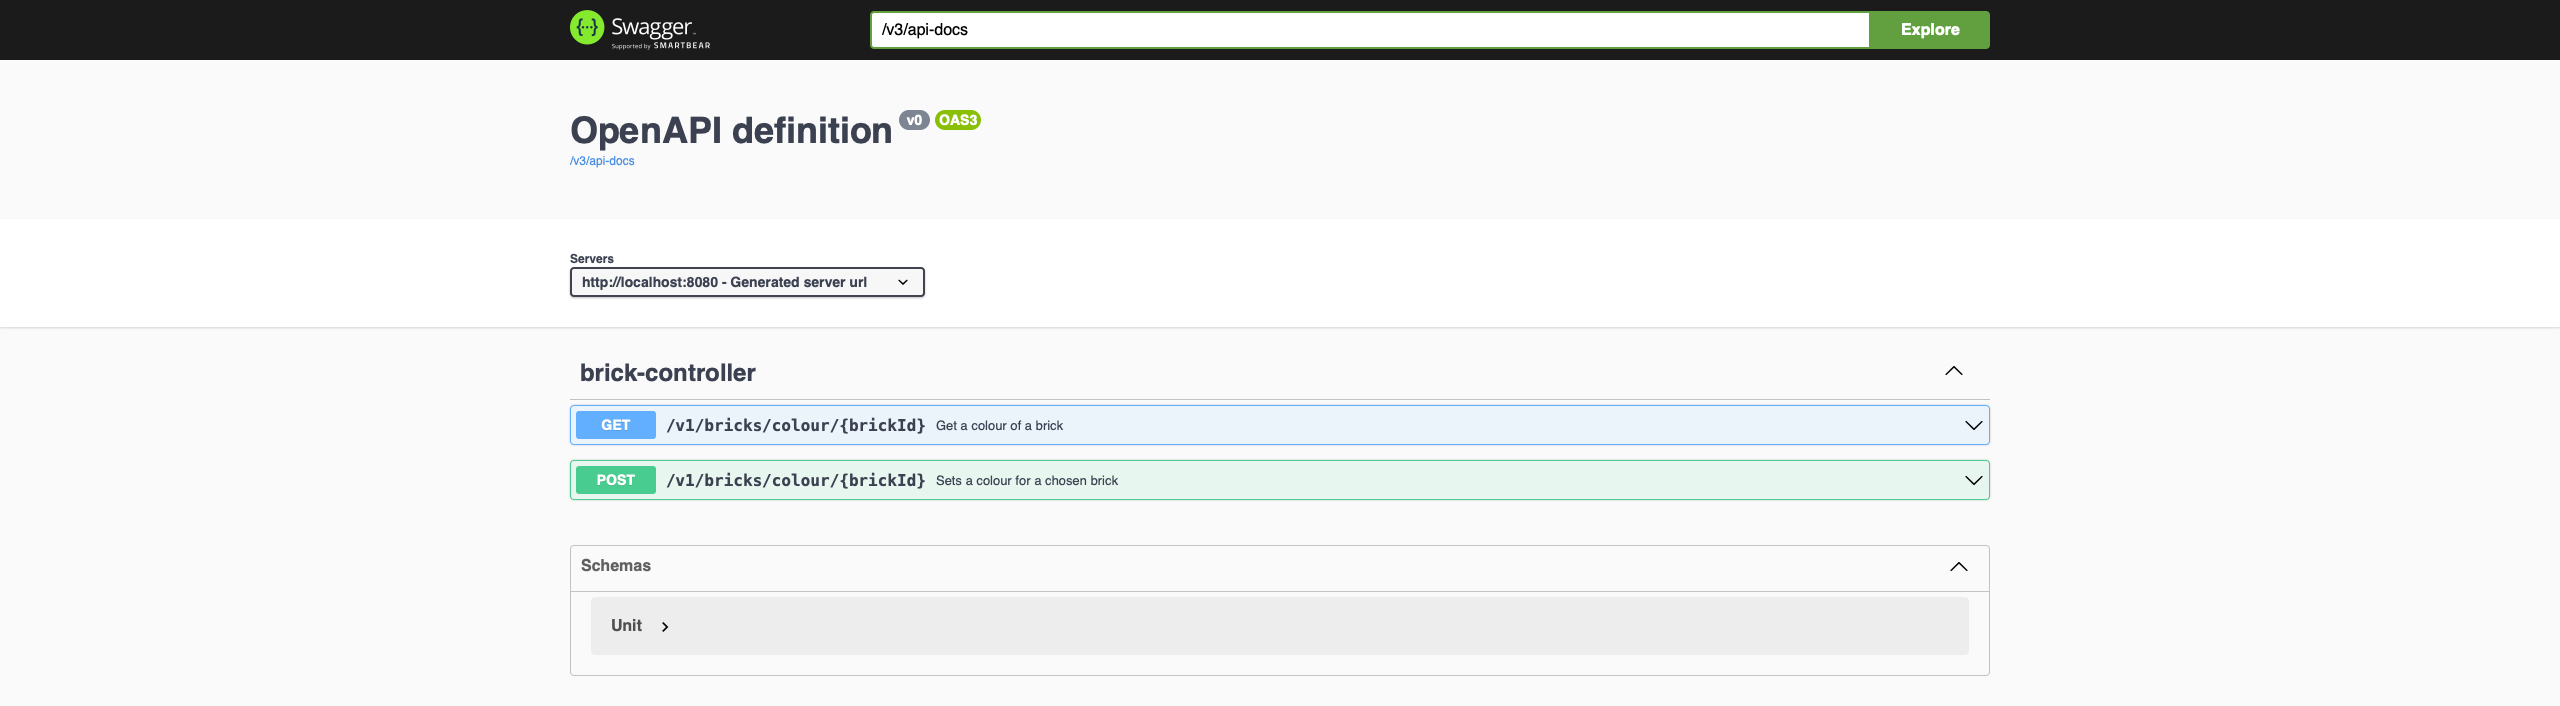 Swagger
Supported by SMARTBEAR
/v3/api-docs
Explore
OpenAPI definition v0 OAS3
/v3/api-docs
Servers
http://localhost:8080 - Generated server url
brick-controller
GET /v1/bricks/colour/{brickId} Get a colour of a brick
POST /v1/bricks/colour/{brickId} Sets a colour for a chosen brick
Schemas
Unit